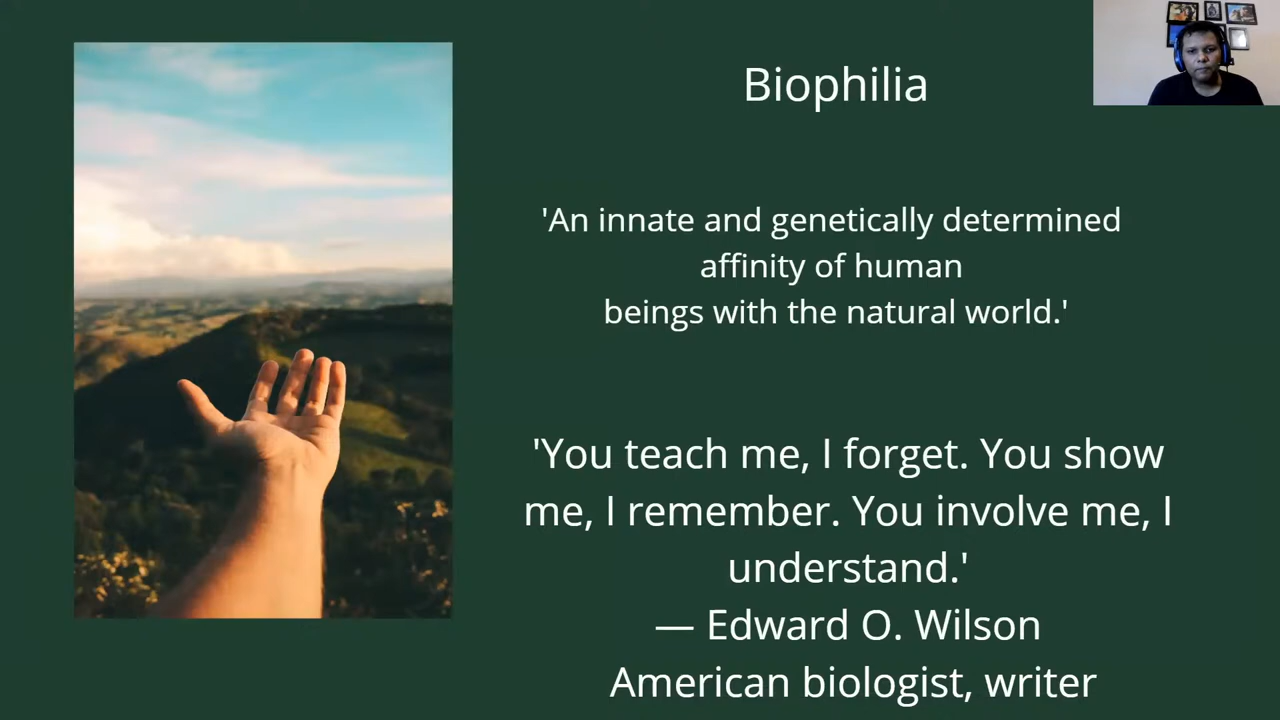 Biophilia
'An innate and genetically determined
affinity of human
beings with the natural world.'
'You teach me, I forget. You show
me, I remember. You involve me, I
understand.'
— Edward O. Wilson
American biologist, writer